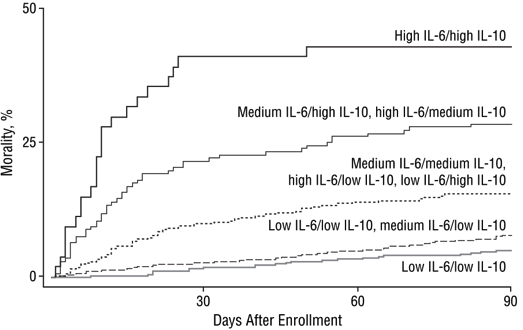 50
High IL-6/high IL-10
Medium IL-6/high IL-10, high IL-6/medium IL-10
25
Morality, %
Medium IL-6/medium IL-10,
high IL-6/low IL-10, low IL-6/high IL-10
Low IL-6/low IL-10, medium IL-6/low IL-10
Low IL-6/low IL-10
0
30
60
90
Days After Enrollment